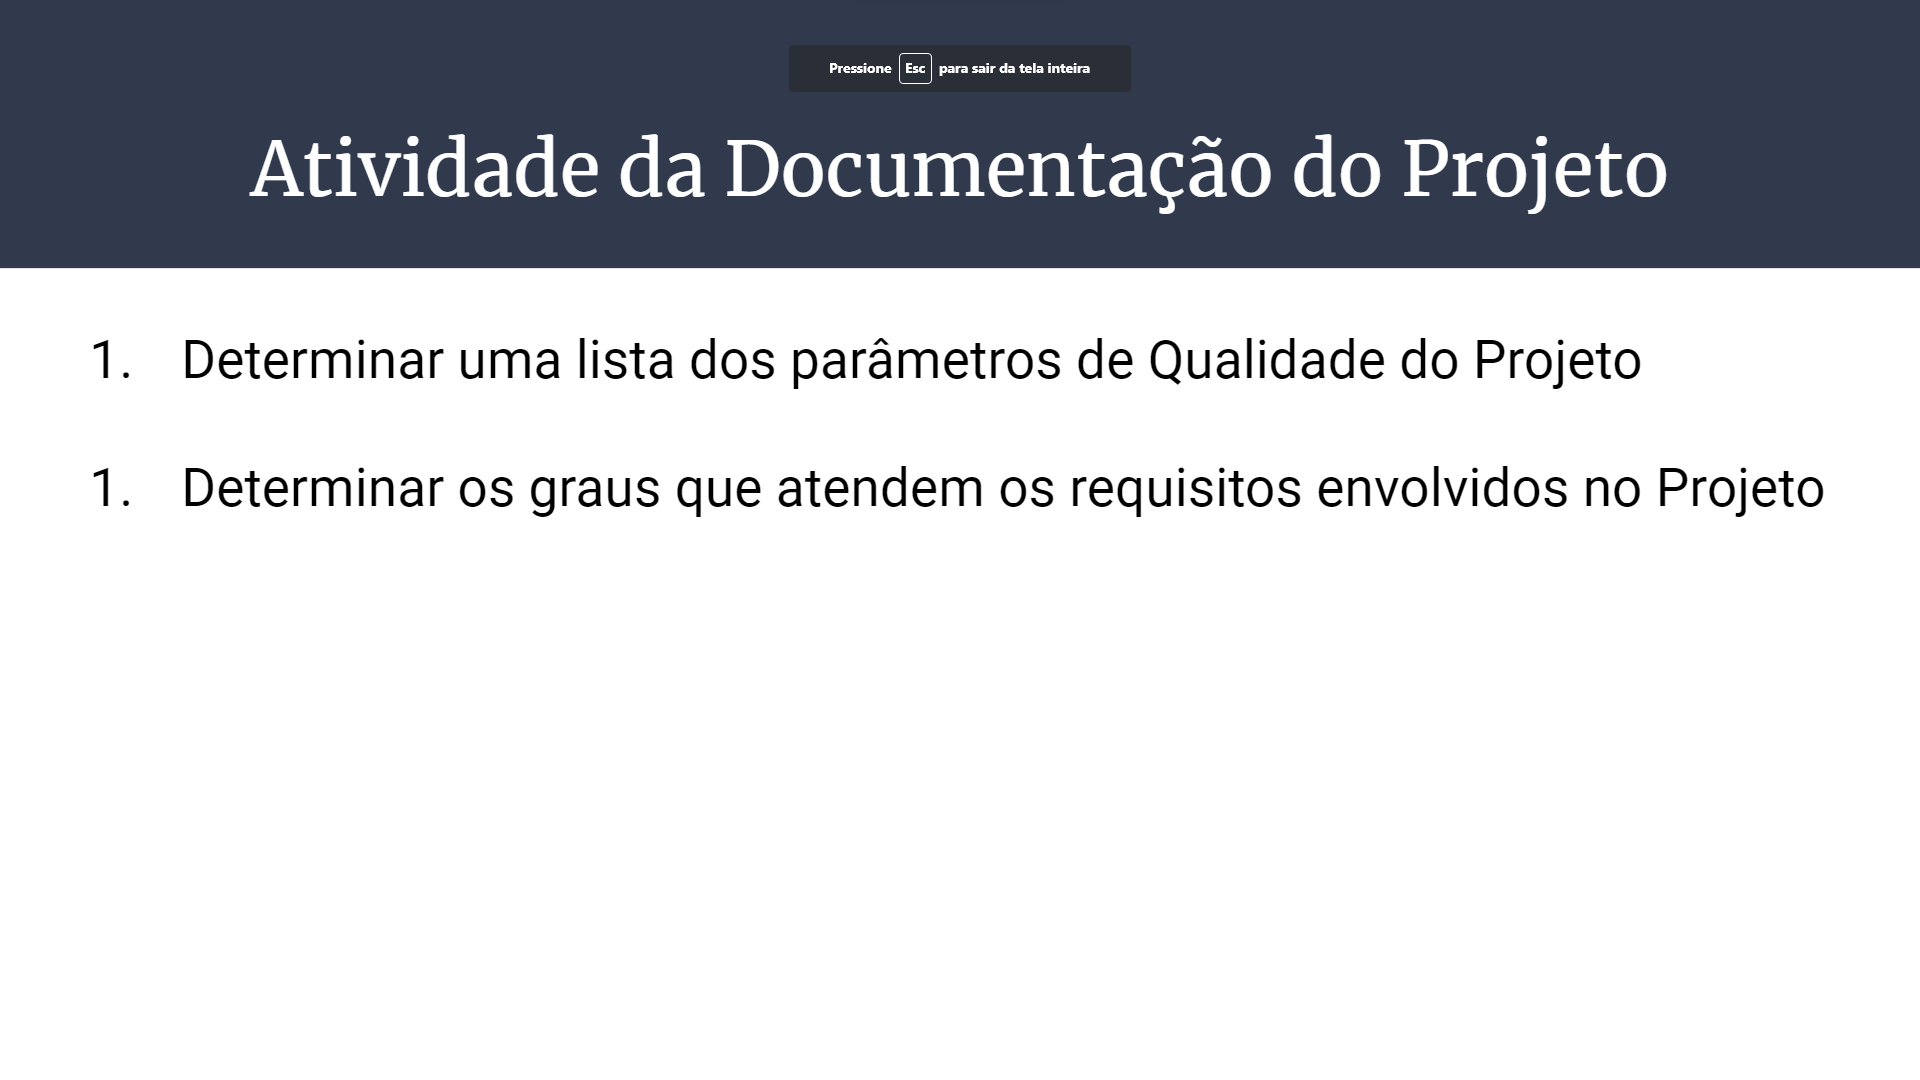 Pressione Esc para sair da tela inteira
Atividade da Documentação do Projeto
1. Determinar uma lista dos parâmetros de Qualidade do Projeto
1. Determinar os graus que atendem os requisitos envolvidos no Projeto